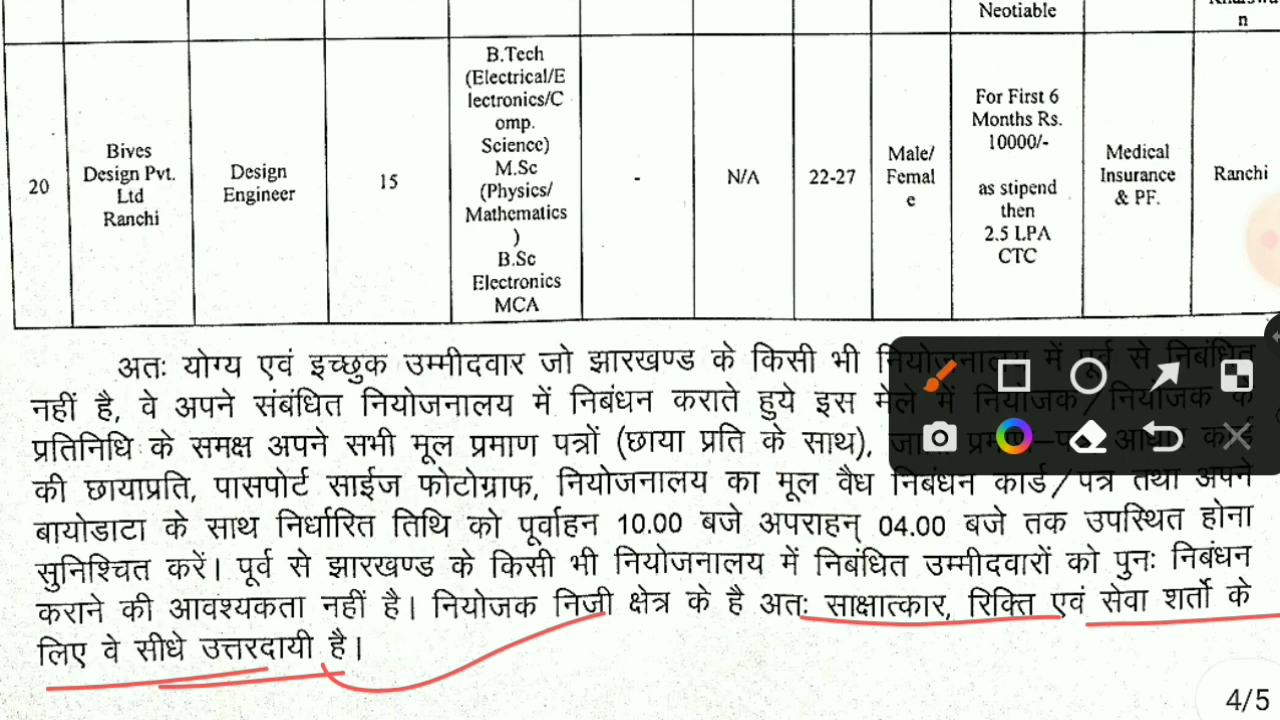 Neotiable
n
20
Bives
Design Pvt.
Ltd
Ranchi
Design
Engineer
15
B.Tech
(Electrical/E
lectronics/C
omp.
Science)
M.Sc
(Physics/
Mathematics
)
B.Sc
Electronics
MCA
-
N/A
22-27
Male/
Femal
e
For First 6
Months Rs.
10000/-
as stipend
then
2.5 LPA
CTC
Medical
Insurance
& PF.
Ranchi
अतः योग्य एवं इच्छुक उम्मीदवार जो झारखण्ड के किसी भी नियोजनालय में पूर्व से निबंधित
नहीं है, वे अपने संबंधित नियोजनालय में निबंधन कराते हुये इस मेले में नियोजक/नियोजक के
प्रतिनिधि के समक्ष अपने सभी मूल प्रमाण पत्रों (छाया प्रति के साथ),
की छायाप्रति, पासपोर्ट साईज फोटोग्राफ, नियोजनालय का मूल वैध निबंधन कार्ड/पत्र तथा अपने
बायोडाटा के साथ निर्धारित तिथि को पूर्वाहन 10.00 बजे अपराहन् 04.00 बजे तक उपस्थित होना
सुनिश्चित करें। पूर्व से झारखण्ड के किसी भी नियोजनालय में निबंधित उम्मीदवारों को पुनः निबंधन
कराने की आवंश्यकता नहीं है। नियोजक निजी क्षेत्र के है अतः साक्षात्कार, रिक्ति एवं सेवा शर्तो के
लिए वे सीधे उत्तरदायी है।
4/5